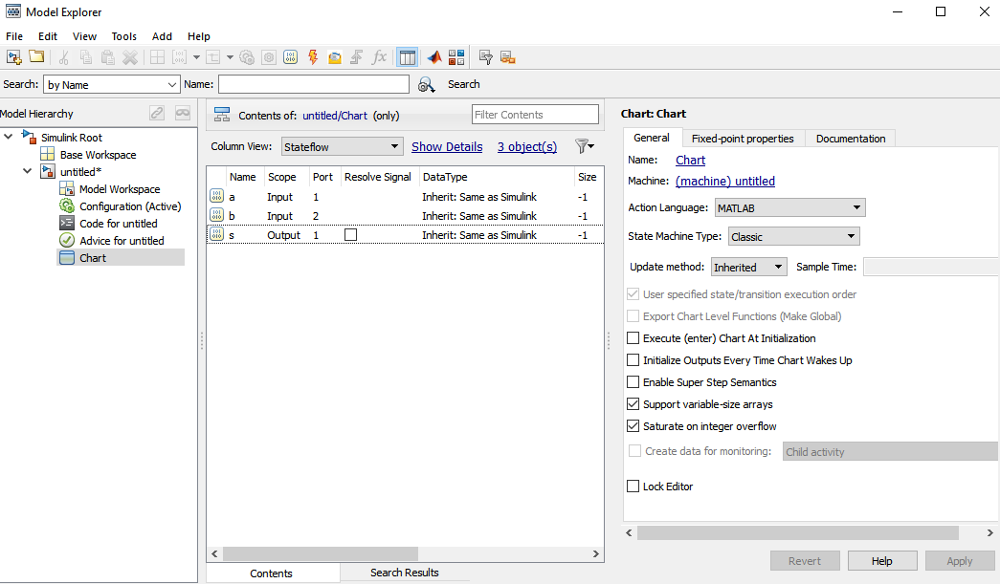 Model Explorer
File Edit View Tools Add Help
fx
Search: by Name Name: Search
Model Hierarchy
Simulink Root
Base Workspace
untitled*
Model Workspace
Configuration (Active)
Code for untitled
Advice for untitled
Chart
Contents of: untitled/Chart (only) Filter Contents
Column View: Stateflow Show Details 3 object(s)
Name Scope Port Resolve Signal DataType Size
a Input 1 Inherit: Same as Simulink -1
b Input 2 Inherit: Same as Simulink -1
s Output 1 Inherit: Same as Simulink -1
Contents Search Results
Chart: Chart
General Fixed-point properties Documentation
Name: Chart
Machine: (machine) untitled
Action Language: MATLAB
State Machine Type: Classic
Update method: Inherited Sample Time:
User specified state/transition execution order
Export Chart Level Functions (Make Global)
Execute (enter) Chart At Initialization
Initialize Outputs Every Time Chart Wakes Up
Enable Super Step Semantics
Support variable-size arrays
Saturate on integer overflow
Create data for monitoring: Child activity
Lock Editor
Revert Help Apply